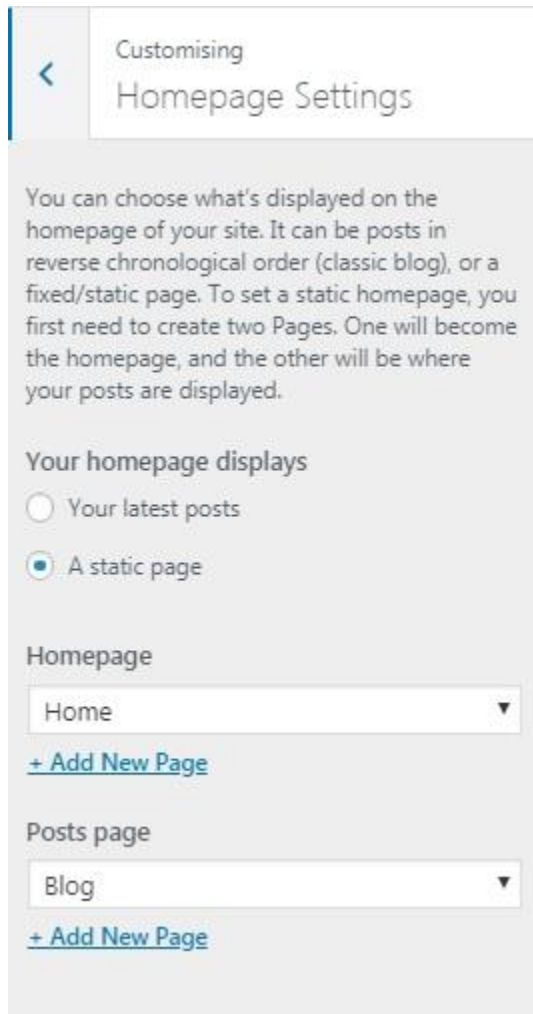 Customising
Homepage Settings
You can choose what's displayed on the
homepage of your site. It can be posts in
reverse chronological order (classic blog), or a
fixed/static page. To set a static homepage, you
first need to create two Pages. One will become
the homepage, and the other will be where
your posts are displayed.
Your homepage displays
Your latest posts
A static page
Homepage
Home
+ Add New Page
Posts page
Blog
+ Add New Page